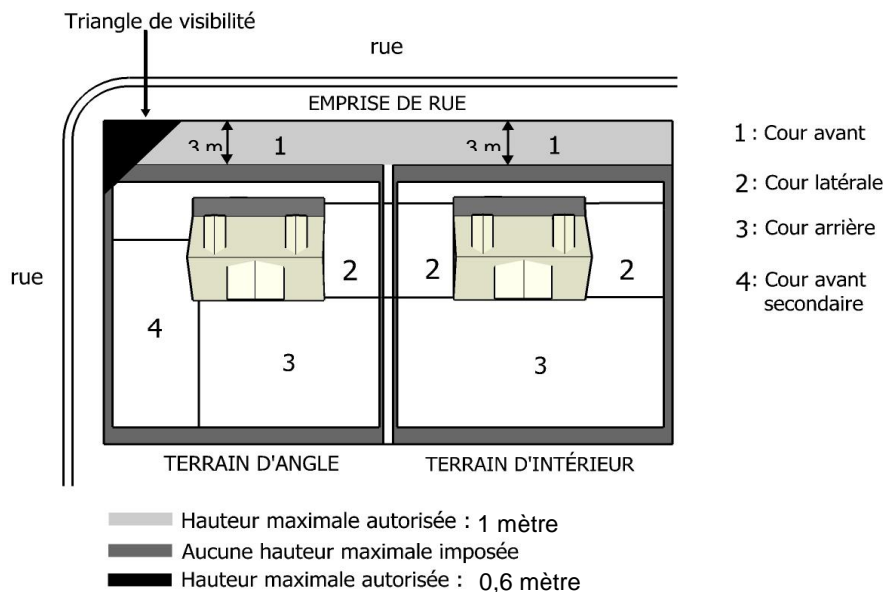 Triangle de visibilité
rue
EMPRISE DE RUE
3 m
1
3 m
1
1 : Cour avant
2 : Cour latérale
3 : Cour arrière
4 : Cour avant
secondaire
rue
2
2
2
4
3
3
TERRAIN D'ANGLE
TERRAIN D'INTÉRIEUR
Hauteur maximale autorisée : 1 mètre
Aucune hauteur maximale imposée
Hauteur maximale autorisée : 0,6 mètre